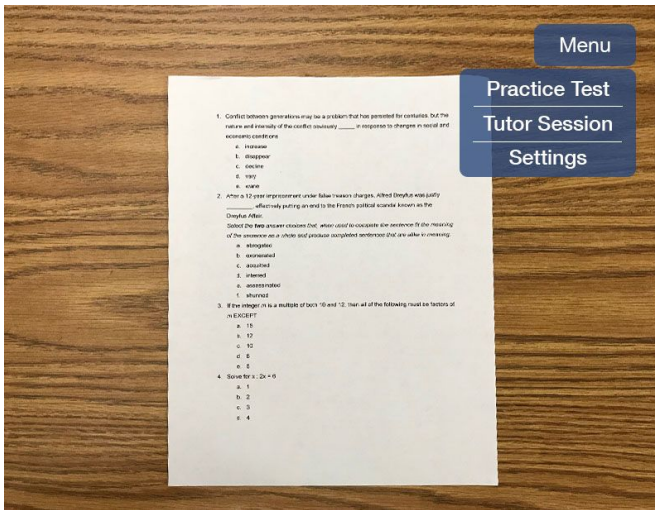 Menu
Practice Test
Tutor Session
Settings
1. Conflict between generations may be a problem that has persisted for centuries, but the
nature and intensity of the conflict obviously _____ in response to changes in social and
economic conditions
a. increase
b. disappear
c. decline
d. vary
e. wane
2. After a 12-year imprisonment under false treason charges, Alfred Dreyfus was justly
________, effectively putting an end to the French political scandal known as the
Dreyfus Affair.
Select the two answer choices that, when used to complete the sentence fit the meaning
of the sentence as a whole and produce completed sentences that are alike in meaning.
a. abrogated
b. exonerated
c. acquitted
d. interred
e. assassinated
f. shunned
3. If the integer m is a multiple of both 10 and 12, then all of the following must be factors of
m EXCEPT
a. 15
b. 12
c. 10
d. 8
e. 5
4. Solve for x : 2x = 6
a. 1
b. 2
c. 3
d. 4